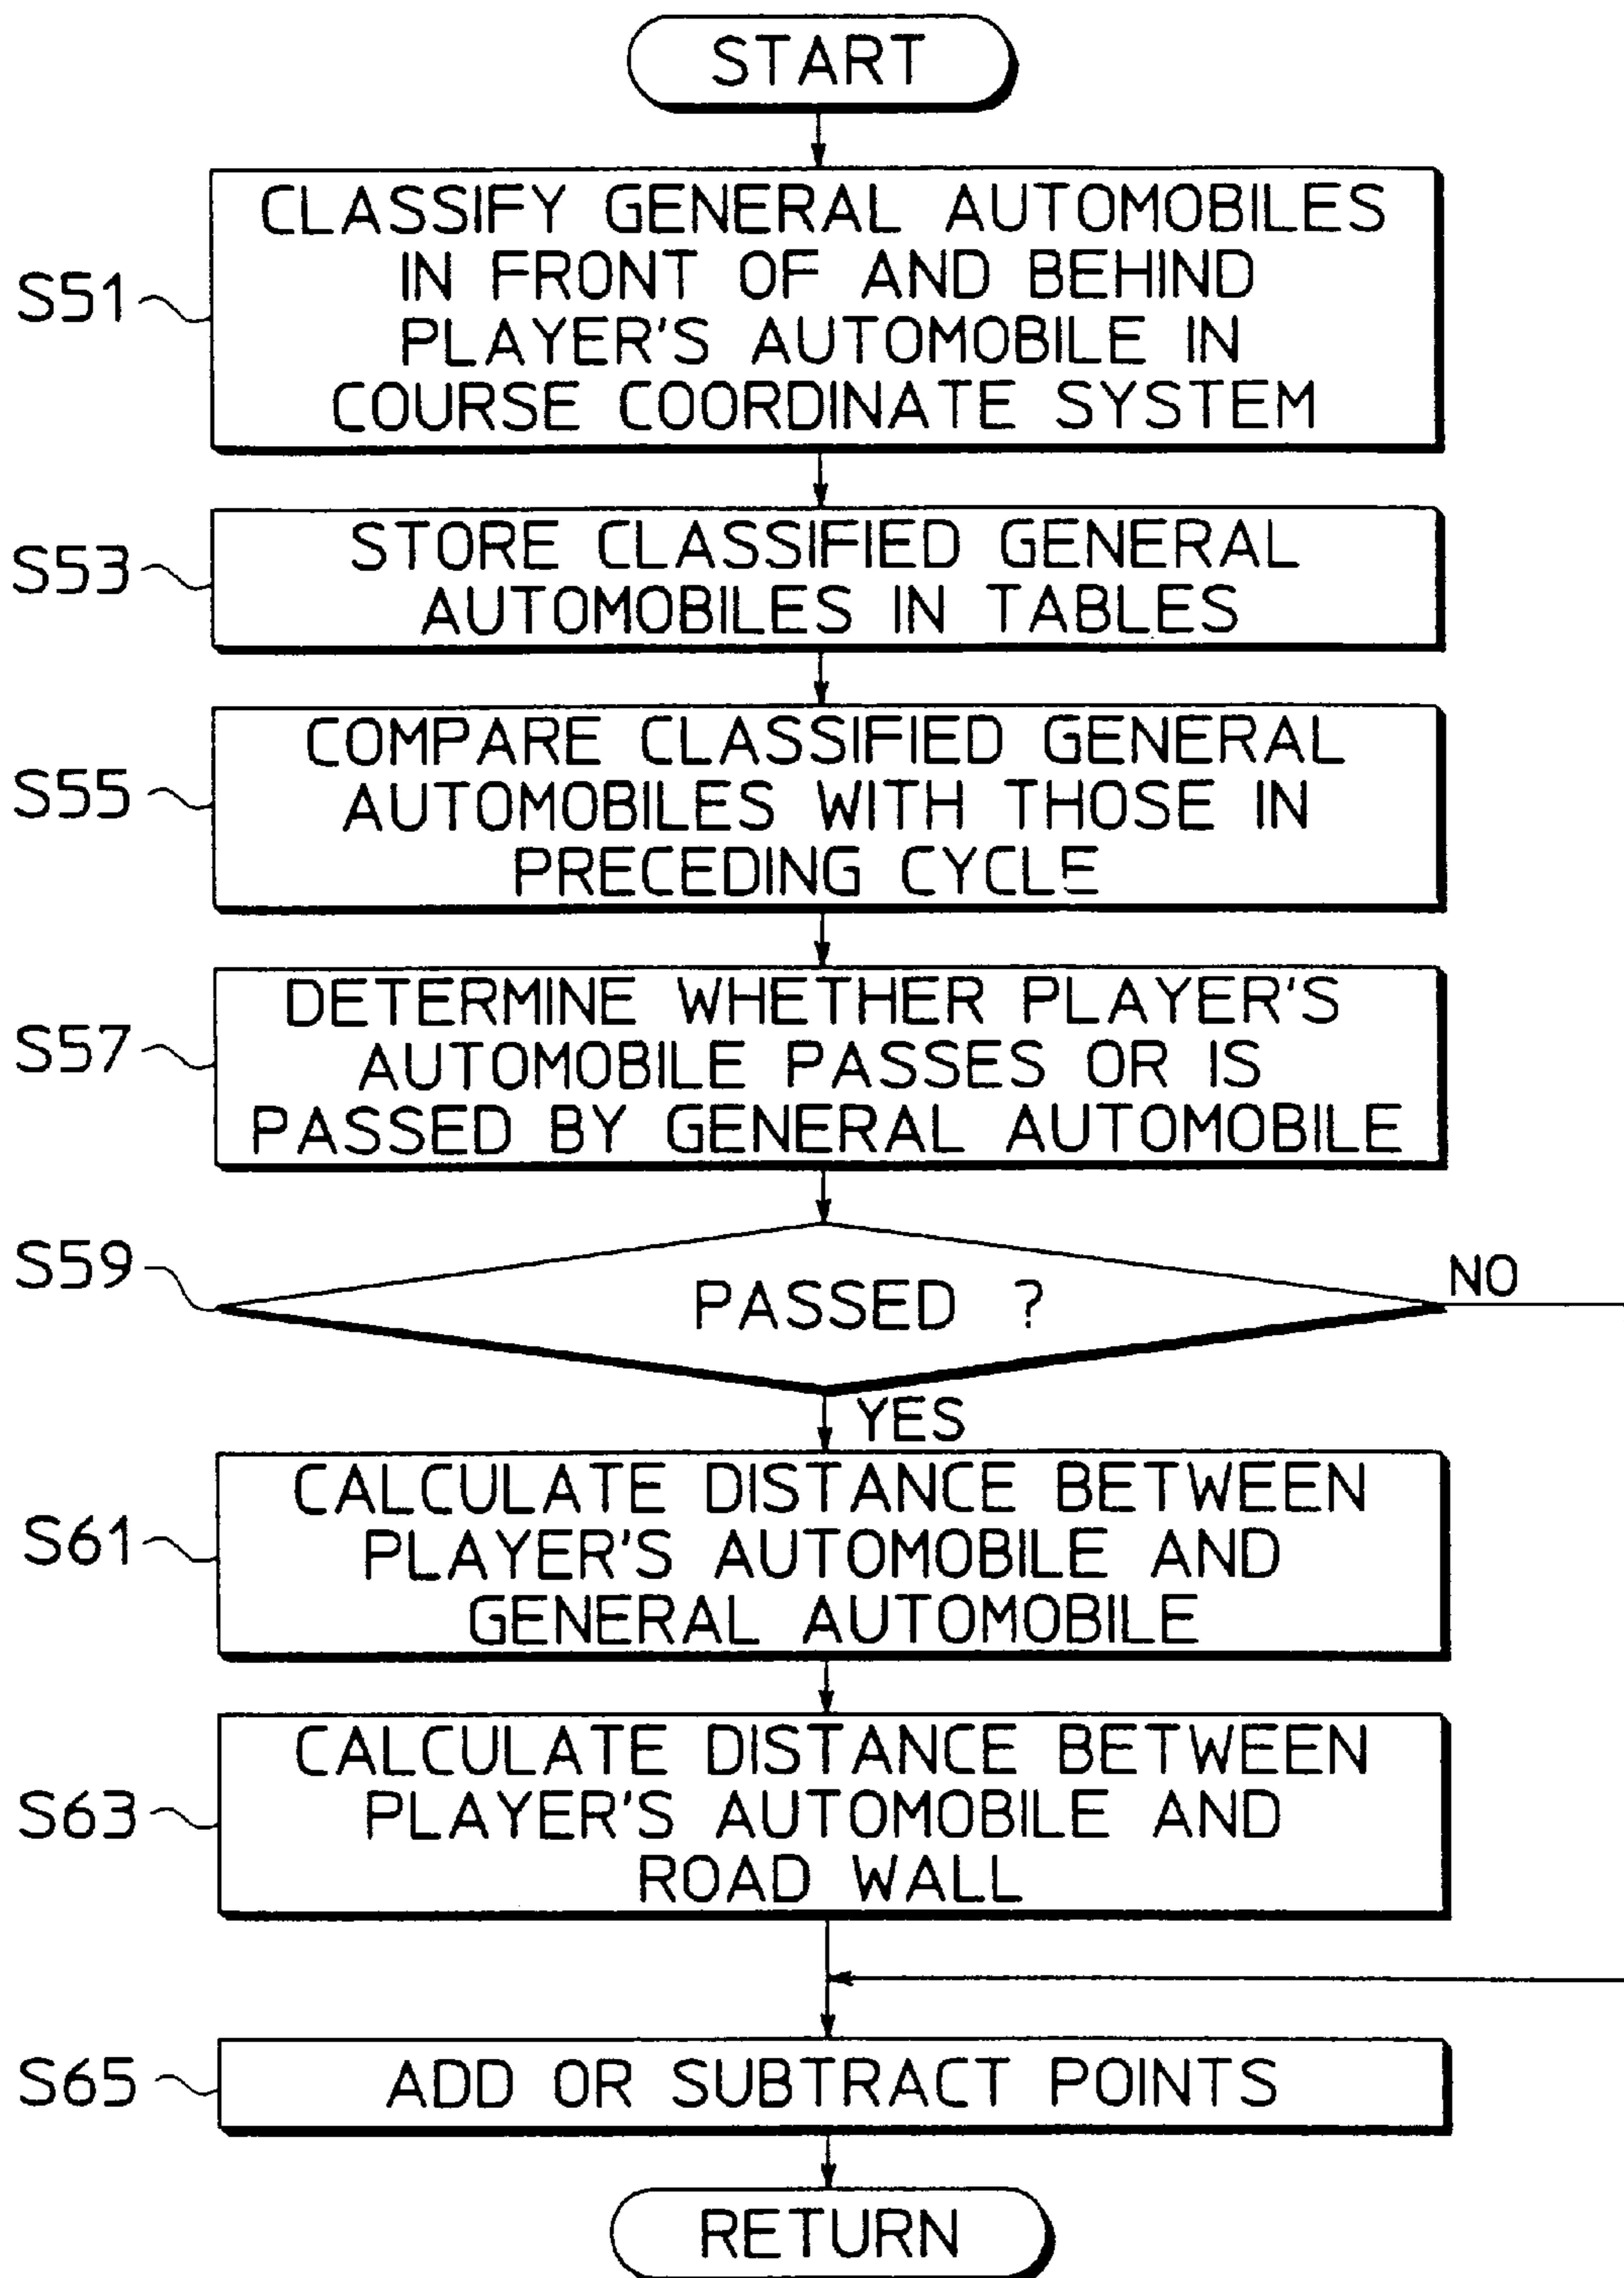 START
CLASSIFY GENERAL AUTOMOBILES
IN FRONT OF AND BEHIND
PLAYER'S AUTOMOBILE IN
COURSE COORDINATE SYSTEM
S51
STORE CLASSIFIED GENERAL
AUTOMOBILES IN TABLES
S53
COMPARE CLASSIFIED GENERAL
AUTOMOBILES WITH THOSE IN
PRECEDING CYCLE
S55
DETERMINE WHETHER PLAYER'S
AUTOMOBILE PASSES OR IS
PASSED BY GENERAL AUTOMOBILE
S57
S59
PASSED ?
NO
YES
CALCULATE DISTANCE BETWEEN
PLAYER'S AUTOMOBILE AND
GENERAL AUTOMOBILE
S61
CALCULATE DISTANCE BETWEEN
PLAYER'S AUTOMOBILE AND
ROAD WALL
S63
S65
ADD OR SUBTRACT POINTS
RETURN